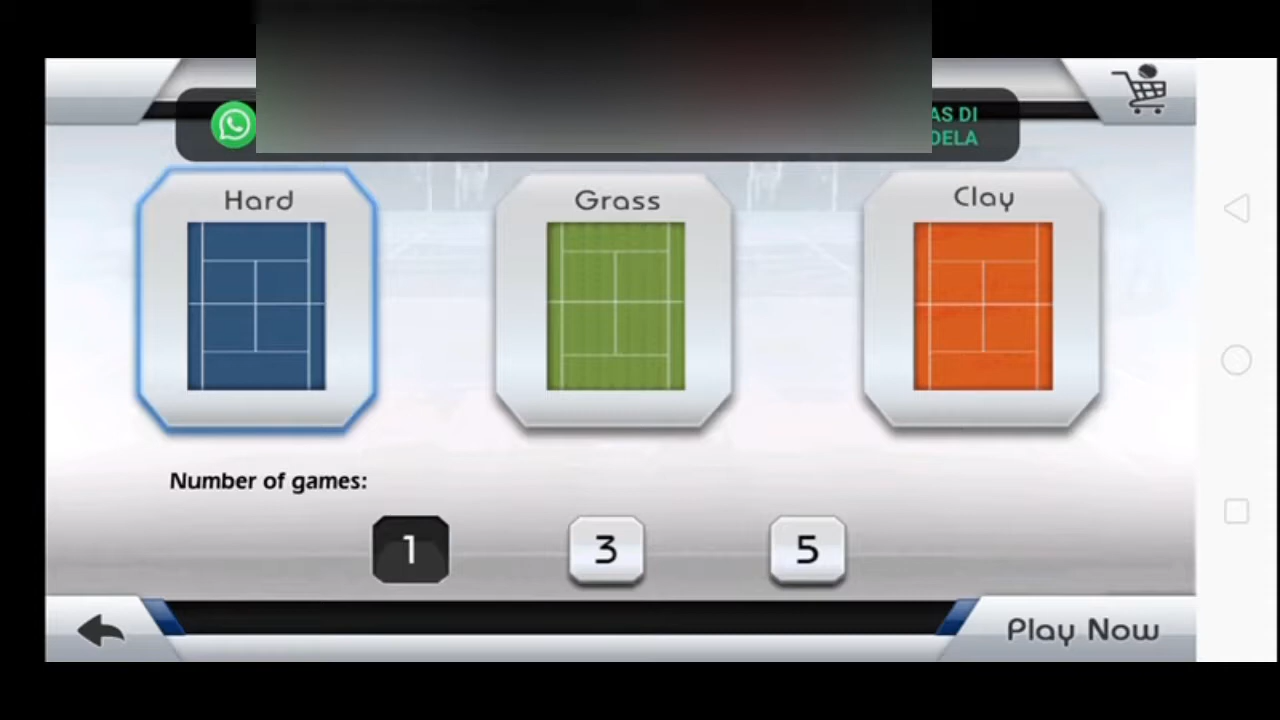 AS DI
DELA
Hard
Grass
Clay
Number of games:
1
3
5
Play Now